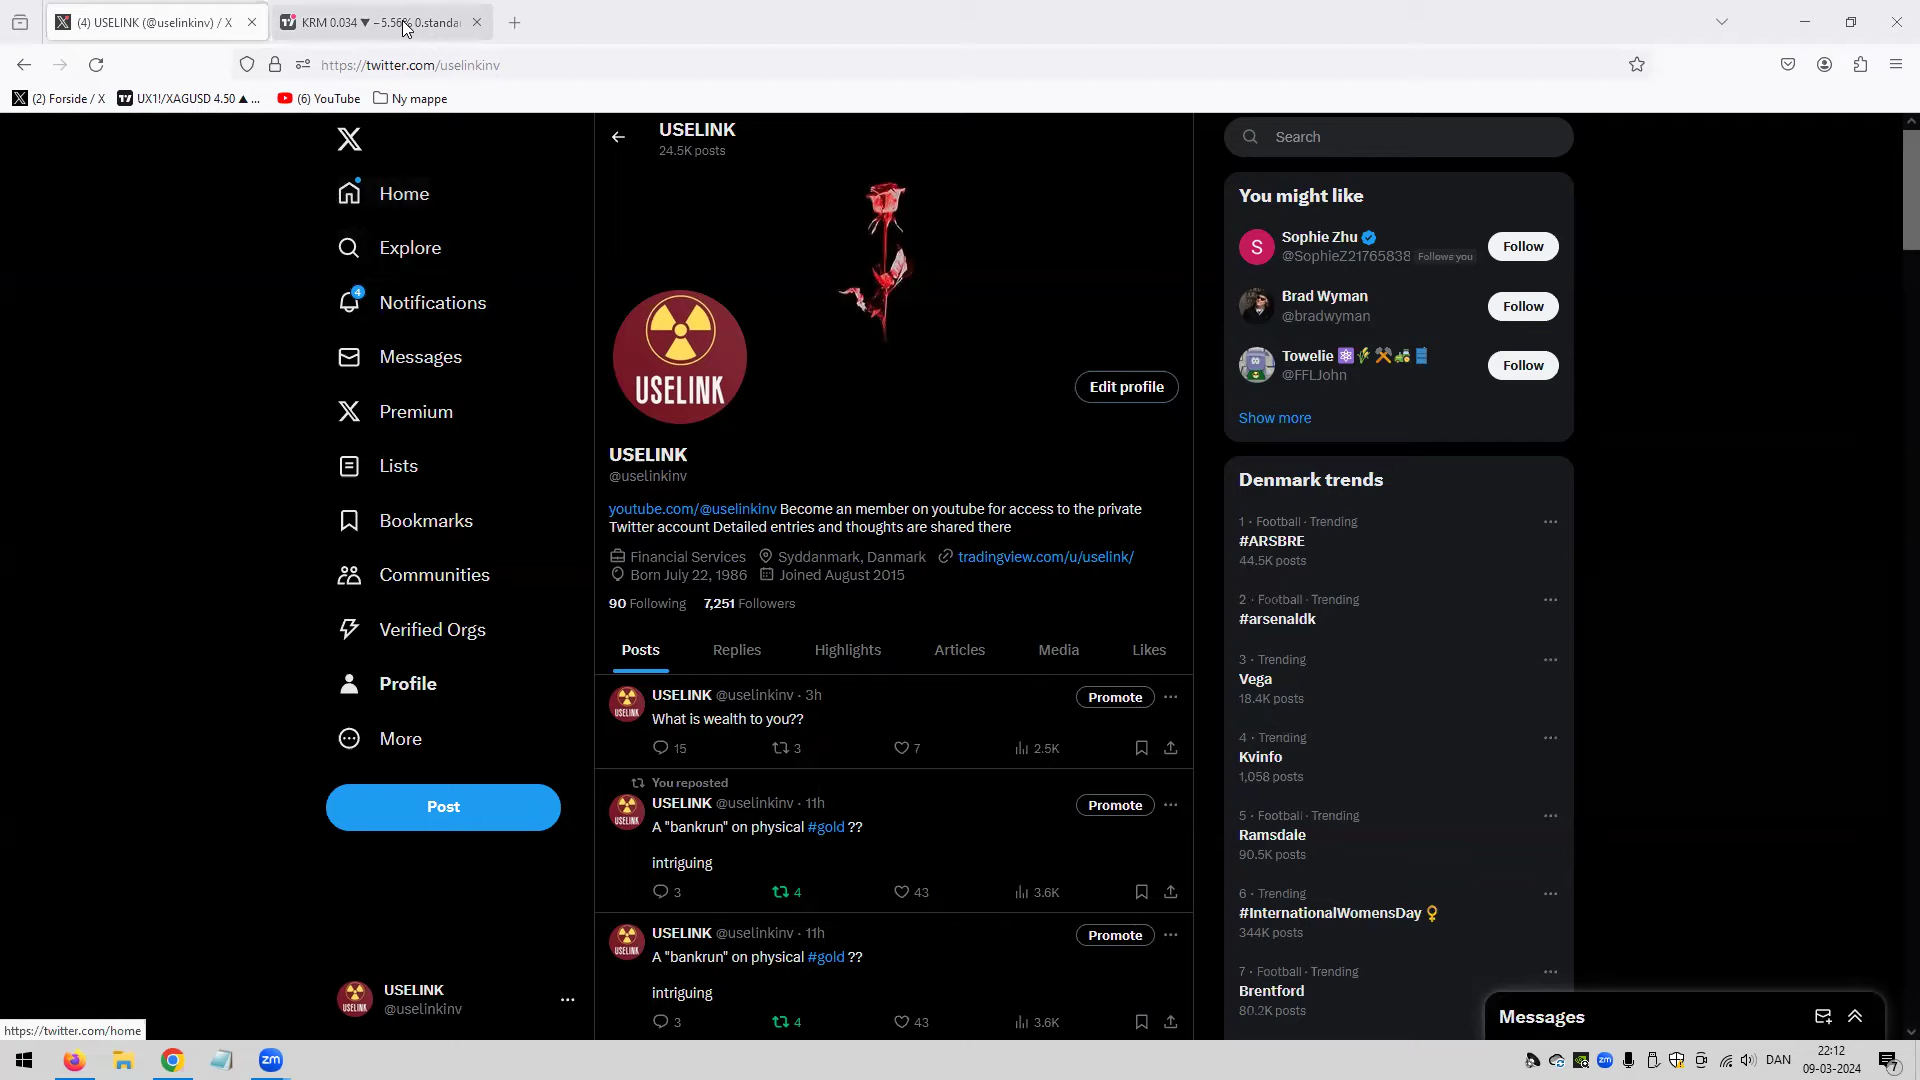 (4) USELINK (@uselinkinv) / X
KRM 0.034 ▼ −5.56% 0.standa
https://twitter.com/uselinkinv
(2) Forside / X
UX1!/XAGUSD 4.50 ▲ ...
(6) YouTube
Ny mappe
Home
Explore
4
Notifications
Messages
Premium
Lists
Bookmarks
Communities
Verified Orgs
Profile
More
Post
USELINK
@uselinkinv
https://twitter.com/home
USELINK
24.5K posts
USELINK
Edit profile
USELINK
@uselinkinv
youtube.com/@uselinkinv Become an member on youtube for access to the private
Twitter account Detailed entries and thoughts are shared there
Financial Services Syddanmark, Danmark tradingview.com/u/uselink/
Born July 22, 1986 Joined August 2015
90 Following 7,251 Followers
Posts Replies Highlights Articles Media Likes
USELINK @uselinkinv · 3h
Promote
What is wealth to you??
15 3 7 2.5K
You reposted
USELINK @uselinkinv · 11h
Promote
A "bankrun" on physical #gold ??
intriguing
3 4 43 3.6K
USELINK @uselinkinv · 11h
Promote
A "bankrun" on physical #gold ??
intriguing
3 4 43 3.6K
Search
You might like
S
Sophie Zhu
@SophieZ21765838 Follows you
Follow
Brad Wyman
@bradwyman
Follow
Towelie
@FFLJohn
Follow
Show more
Denmark trends
1 · Football · Trending
#ARSBRE
44.5K posts
2 · Football · Trending
#arsenaldk
3 · Trending
Vega
18.4K posts
4 · Trending
Kvinfo
1,058 posts
5 · Football · Trending
Ramsdale
90.5K posts
6 · Trending
#InternationalWomensDay
344K posts
7 · Football · Trending
Brentford
80.2K posts
Messages
zm
zm
DAN
22:12
09-03-2024
7